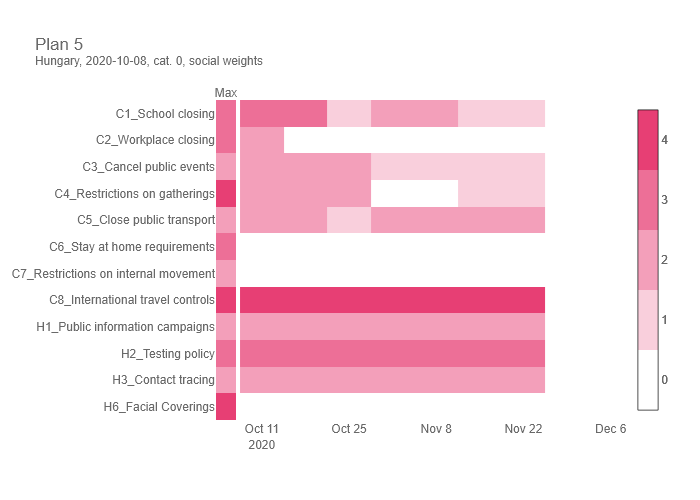 Plan 5
Hungary, 2020-10-08, cat. 0, social weights
Max
C1_School closing
C2_Workplace closing
C3_Cancel public events
C4_Restrictions on gatherings
C5_Close public transport
C6_Stay at home requirements
C7_Restrictions on internal movement
C8_International travel controls
H1_Public information campaigns
H2_Testing policy
H3_Contact tracing
H6_Facial Coverings
Oct 11 Oct 25 Nov 8 Nov 22 Dec 6
2020
4
3
2
1
0